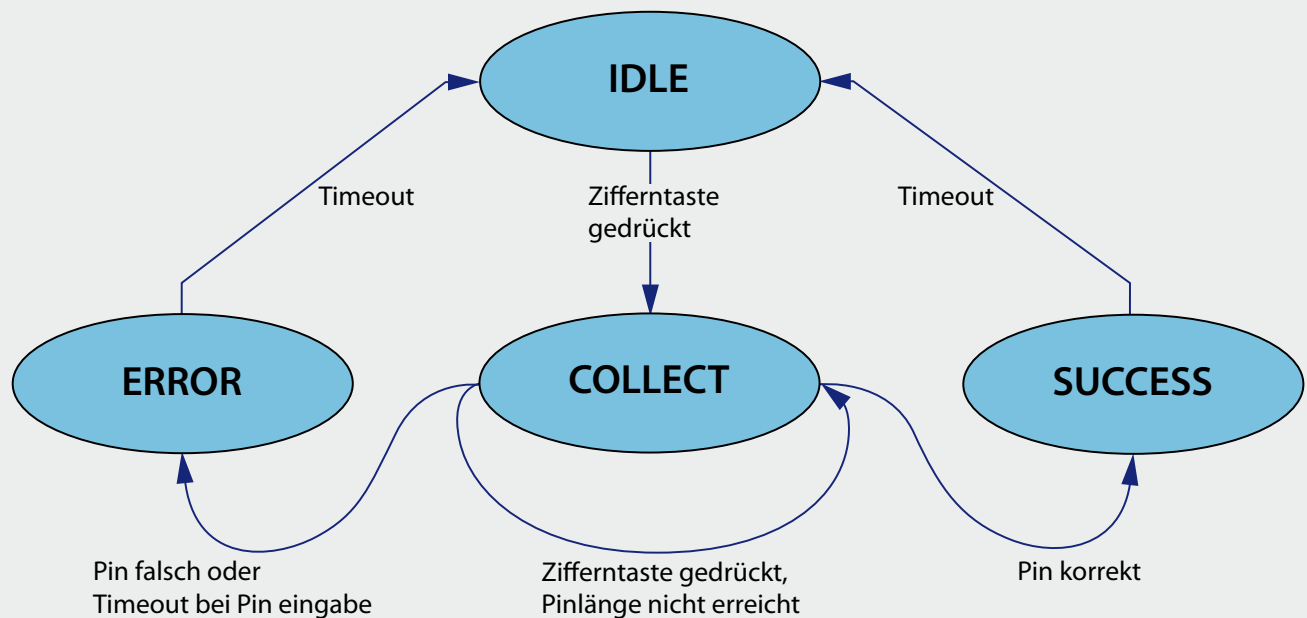 IDLE
Timeout
Zifferntaste
gedrückt
Timeout
ERROR
COLLECT
SUCCESS
Pin falsch oder
Timeout bei Pin eingabe
Zifferntaste gedrückt,
Pinlänge nicht erreicht
Pin korrekt